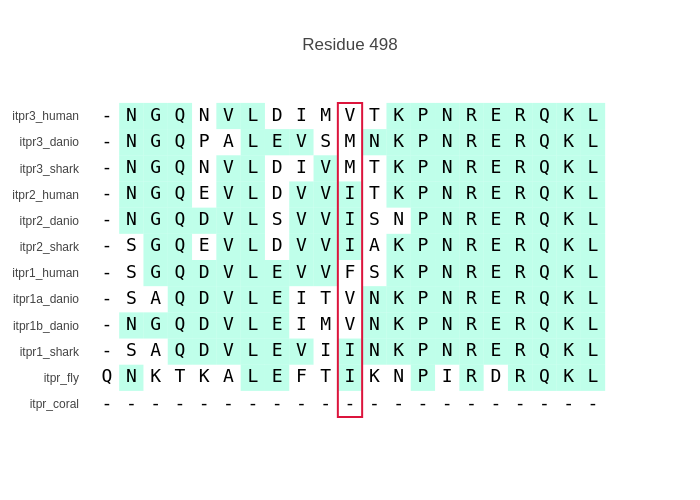 Residue 498
itpr3_human - N G Q N V L D I M V T K P N R E R Q K L
itpr3_danio - N G Q P A L E V S M N K P N R E R Q K L
itpr3_shark - N G Q N V L D I V M T K P N R E R Q K L
itpr2_human - N G Q E V L D V V I T K P N R E R Q K L
itpr2_danio - N G Q D V L S V V I S N P N R E R Q K L
itpr2_shark - S G Q E V L D V V I A K P N R E R Q K L
itpr1_human - S G Q D V L E V V F S K P N R E R Q K L
itpr1a_danio - S A Q D V L E I T V N K P N R E R Q K L
itpr1b_danio - N G Q D V L E I M V N K P N R E R Q K L
itpr1_shark - S A Q D V L E V I I N K P N R E R Q K L
itpr_fly Q N K T K A L E F T I K N P I R D R Q K L
itpr_coral - - - - - - - - - - - - - - - - - - - - -